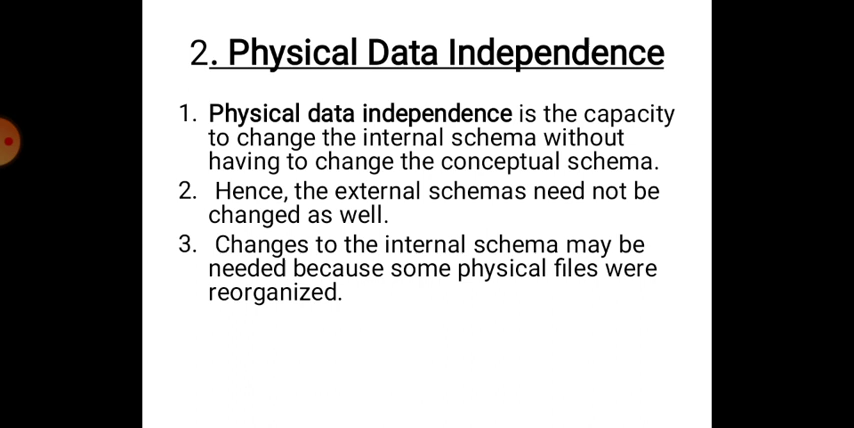 2. Physical Data Independence
1. Physical data independence is the capacity
to change the internal schema without
having to change the conceptual schema.
2. Hence, the external schemas need not be
changed as well.
3. Changes to the internal schema may be
needed because some physical files were
reorganized.